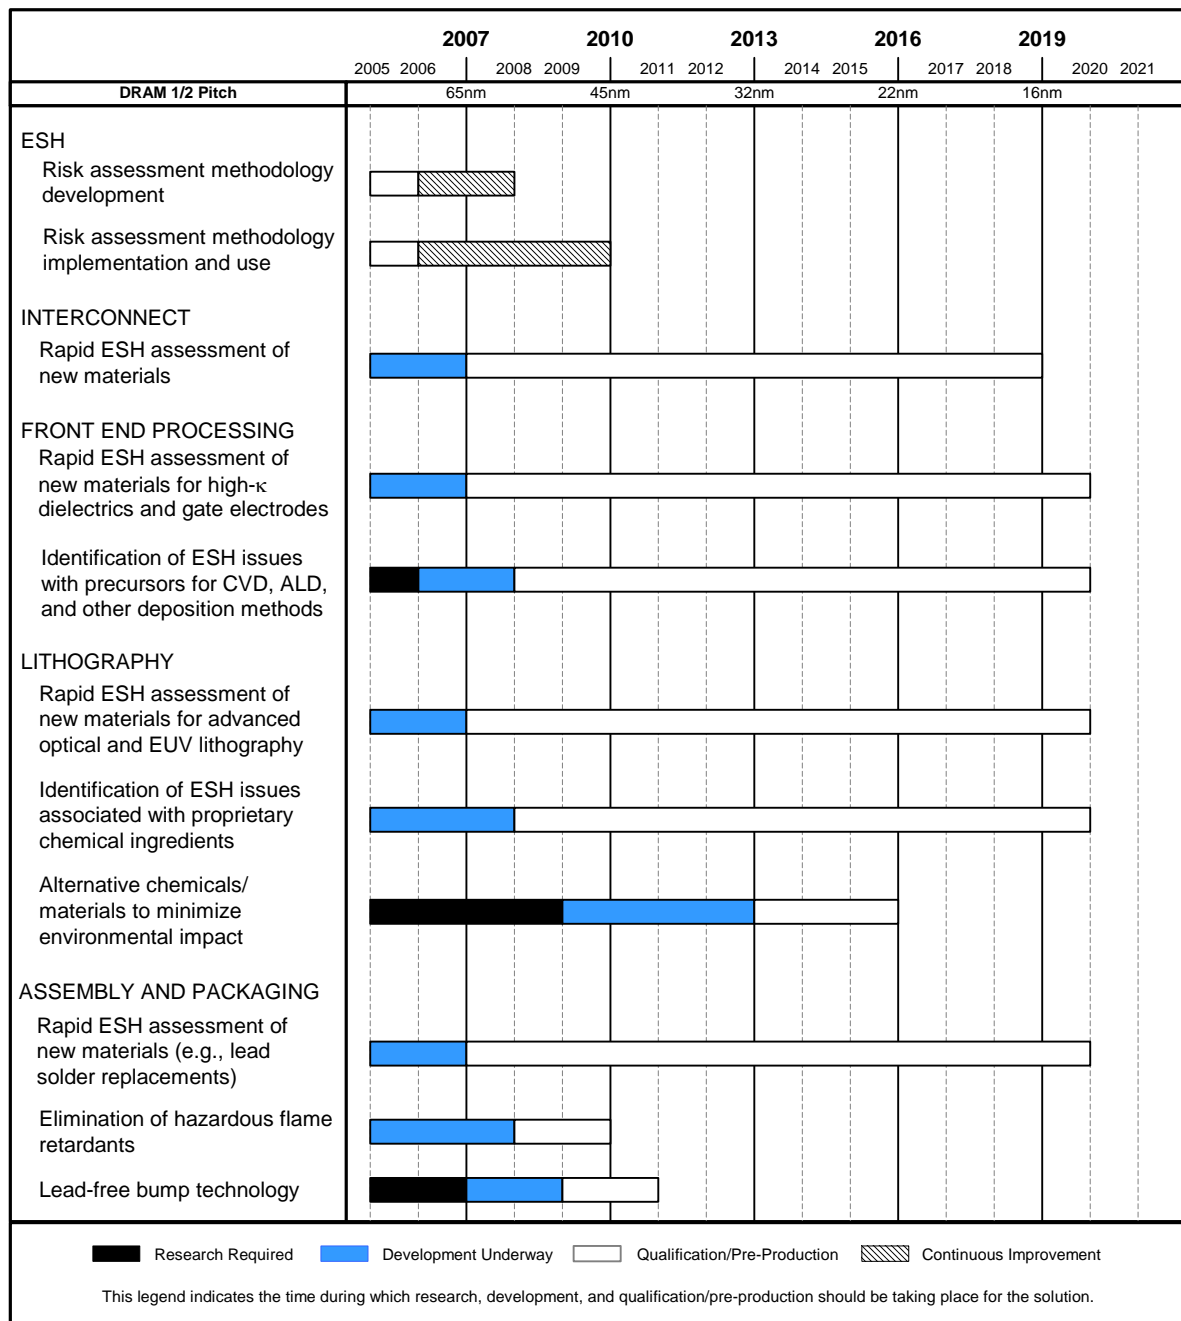 2007 2010 2013 2016 2019
2005 2006 2008 2009 2011 2012 2014 2015 2017 2018 2020 2021
DRAM 1/2 Pitch 65nm 45nm 32nm 22nm 16nm
ESH
Risk assessment methodology
development
Risk assessment methodology
implementation and use
INTERCONNECT
Rapid ESH assessment of
new materials
FRONT END PROCESSING
Rapid ESH assessment of
new materials for high-κ
dielectrics and gate electrodes
Identification of ESH issues
with precursors for CVD, ALD,
and other deposition methods
LITHOGRAPHY
Rapid ESH assessment of
new materials for advanced
optical and EUV lithography
Identification of ESH issues
associated with proprietary
chemical ingredients
Alternative chemicals/
materials to minimize
environmental impact
ASSEMBLY AND PACKAGING
Rapid ESH assessment of
new materials (e.g., lead
solder replacements)
Elimination of hazardous flame
retardants
Lead-free bump technology
Research Required Development Underway Qualification/Pre-Production Continuous Improvement
This legend indicates the time during which research, development, and qualification/pre-production should be taking place for the solution.